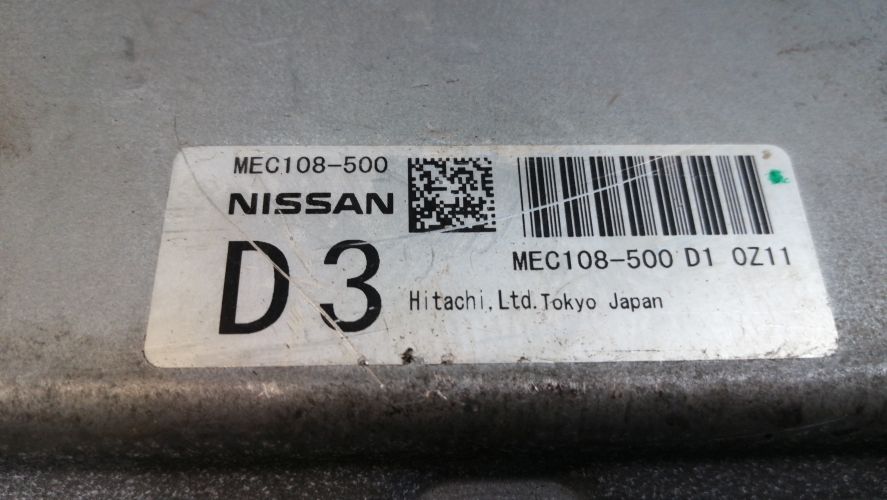 MEC108-500
NISSAN
D3
MEC108-500 D1 0Z11
Hitachi,Ltd.Tokyo Japan